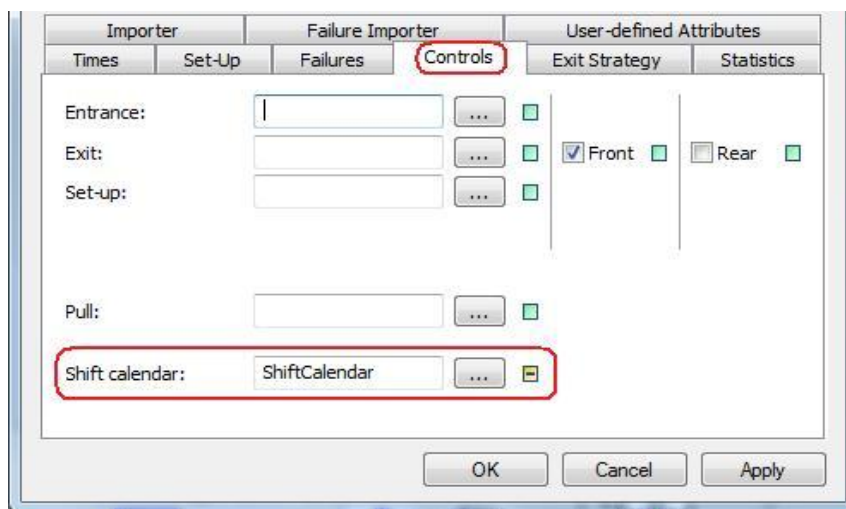 Importer Failure Importer User-defined Attributes
Times Set-Up Failures Controls Exit Strategy Statistics
Entrance: ...
Exit: ... Front Rear
Set-up: ...
Pull: ...
Shift calendar: ShiftCalendar ...
OK Cancel Apply